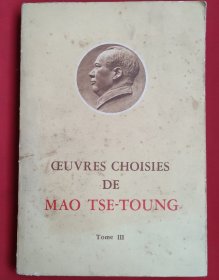 ŒUVRES CHOISIES
DE
MAO TSE-TOUNG
Tome III